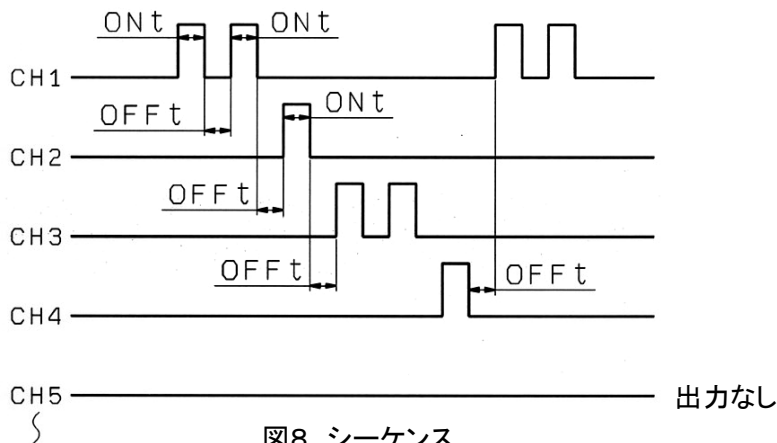 ONt ONt
CH1
OFFt ONt
CH2
OFFt
CH3
OFFt OFFt
CH4
CH5 出力なし
図8 シーケンス